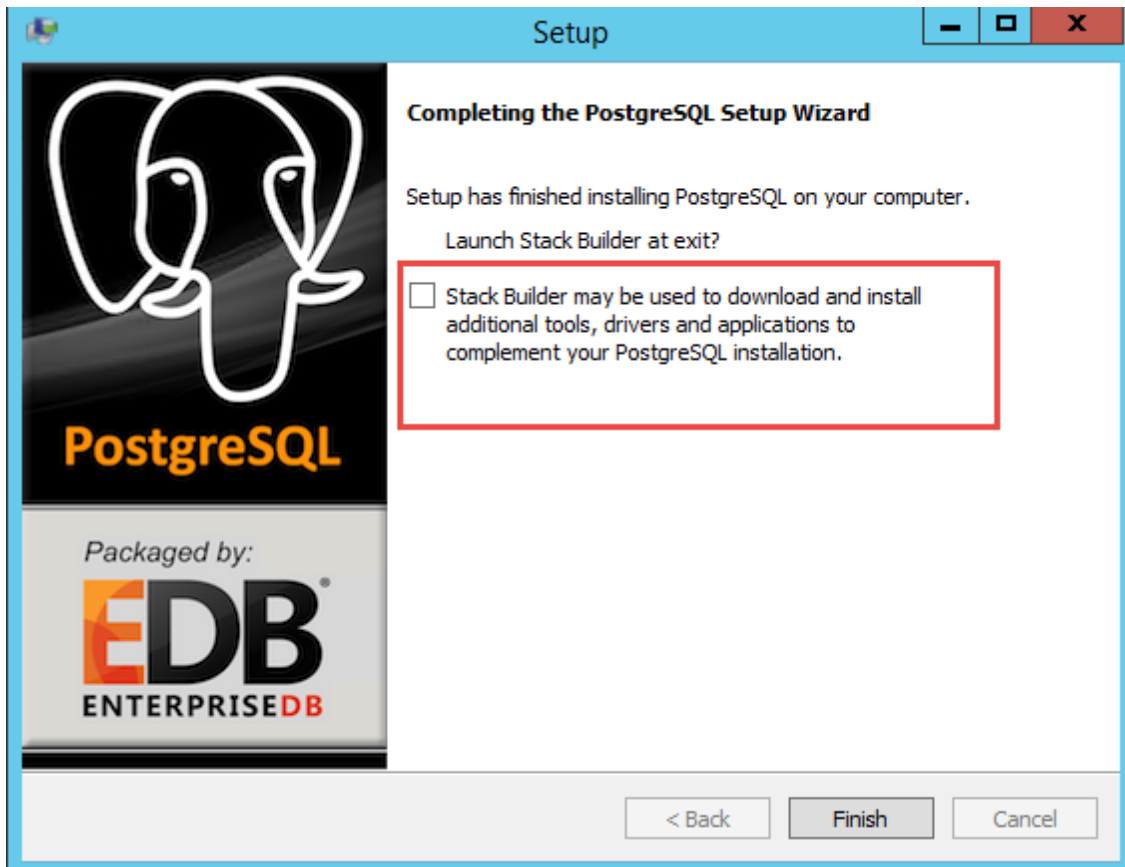 Setup
Completing the PostgreSQL Setup Wizard
Setup has finished installing PostgreSQL on your computer.
Launch Stack Builder at exit?
Stack Builder may be used to download and install
additional tools, drivers and applications to
complement your PostgreSQL installation.
PostgreSQL
Packaged by:
EDB®
ENTERPRISEDB
< Back
Finish
Cancel